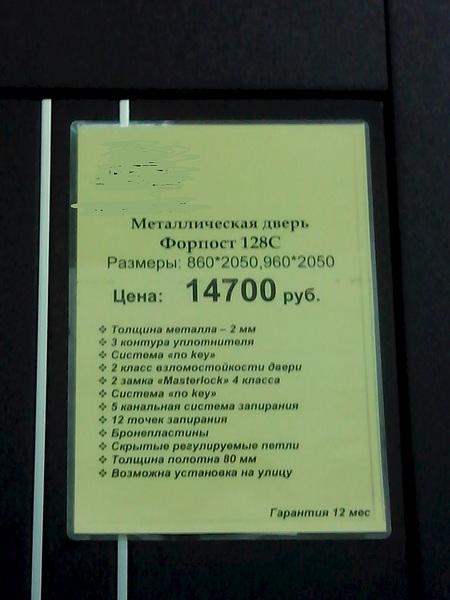 Металлическая дверь
Форпост 128С
Размеры: 860*2050,960*2050
Цена: 14700 руб.
❖ Толщина металла – 2 мм
❖ 3 контура уплотнителя
❖ Система «no key»
❖ 2 класс взломостойкости двери
❖ 2 замка «Masterlock» 4 класса
❖ Система «no key»
❖ 5 канальная система запирания
❖ 12 точек запирания
❖ Бронепластины
❖ Скрытые регулируемые петли
❖ Толщина полотна 80 мм
❖ Возможна установка на улицу
Гарантия 12 мес